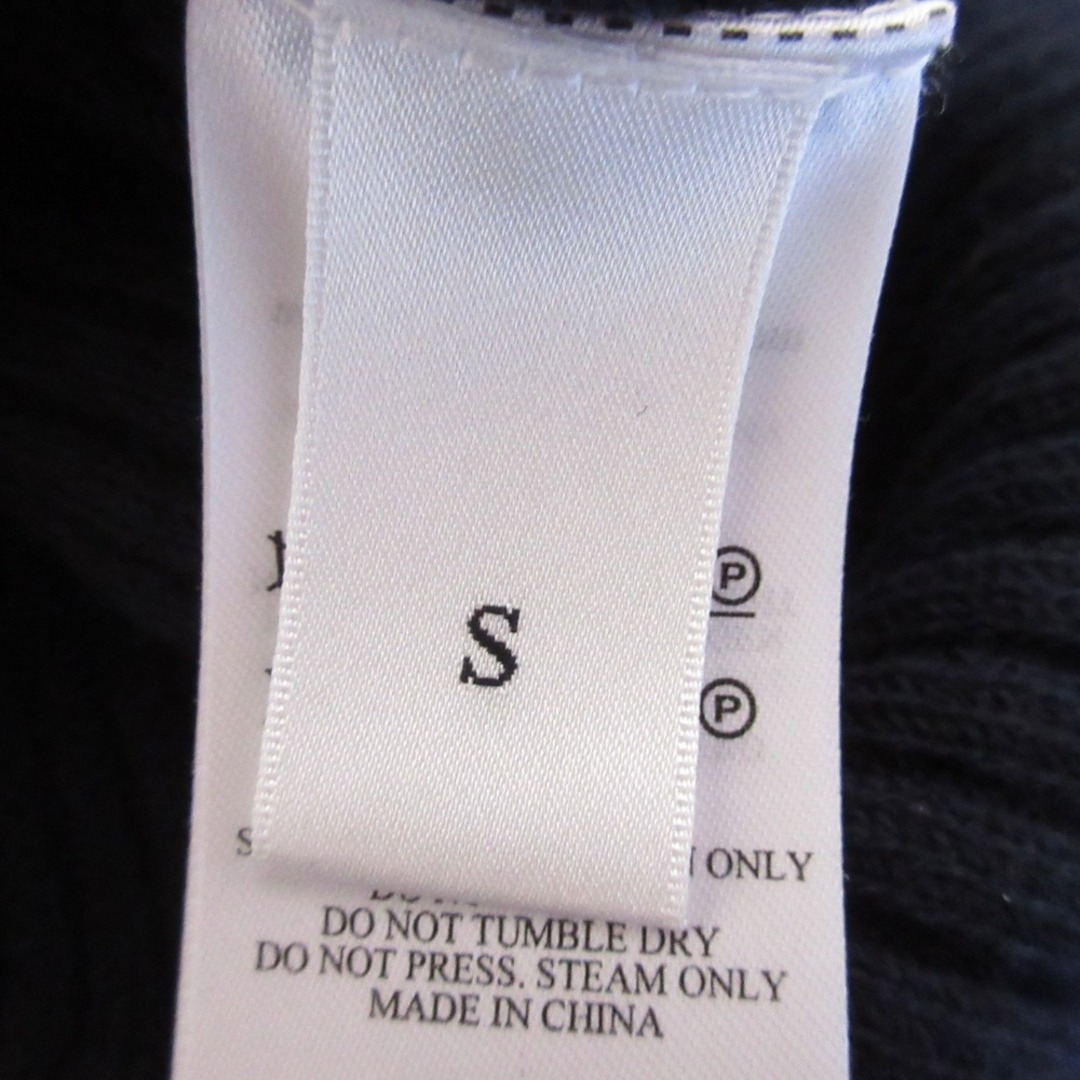 S
P
P
ONLY
DO NOT TUMBLE DRY
DO NOT PRESS. STEAM ONLY
MADE IN CHINA